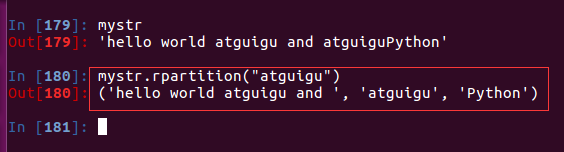 In [179]: mystr
Out[179]: 'hello world atguigu and atguiguPython'
In [180]: mystr.rpartition("atguigu")
Out[180]: ('hello world atguigu and ', 'atguigu', 'Python')
In [181]: